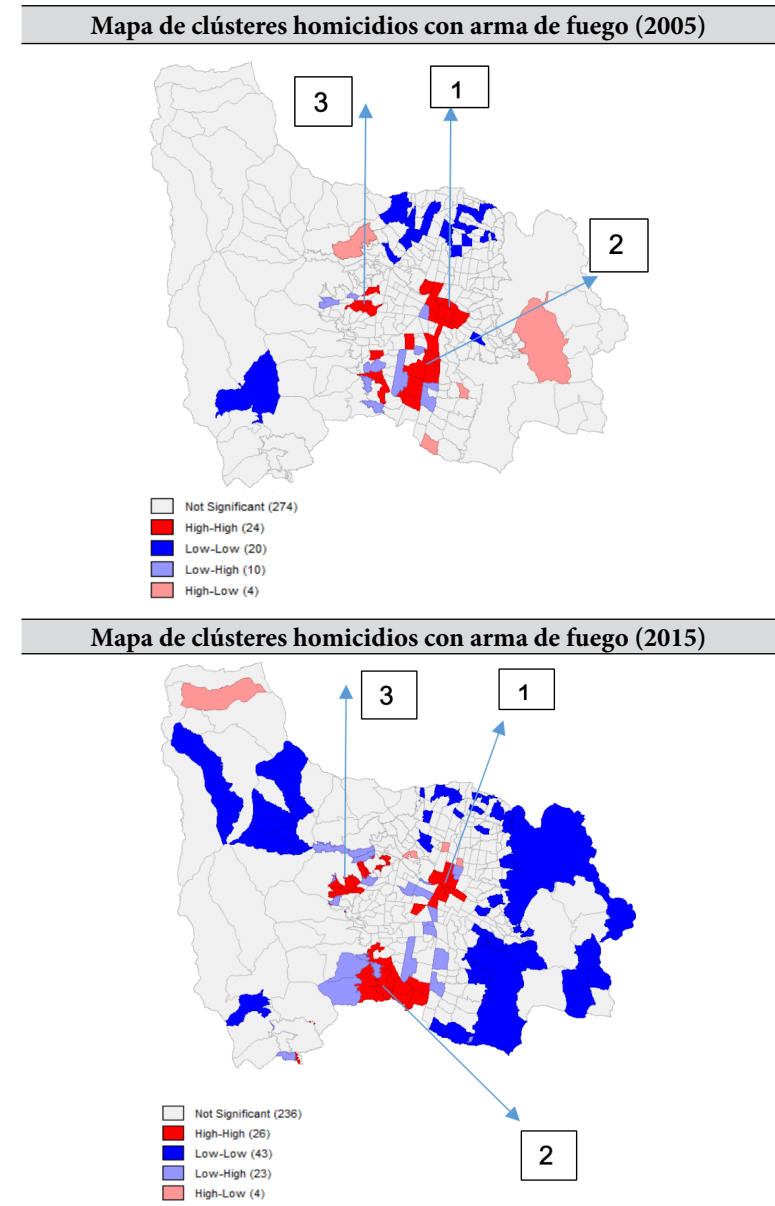 Mapa de clústeres homicidios con arma de fuego (2005)
3
1
2
Not Significant (274)
High-High (24)
Low-Low (20)
Low-High (10)
High-Low (4)
Mapa de clústeres homicidios con arma de fuego (2015)
3
1
Not Significant (236)
High-High (26)
Low-Low (43)
Low-High (23)
High-Low (4)
2